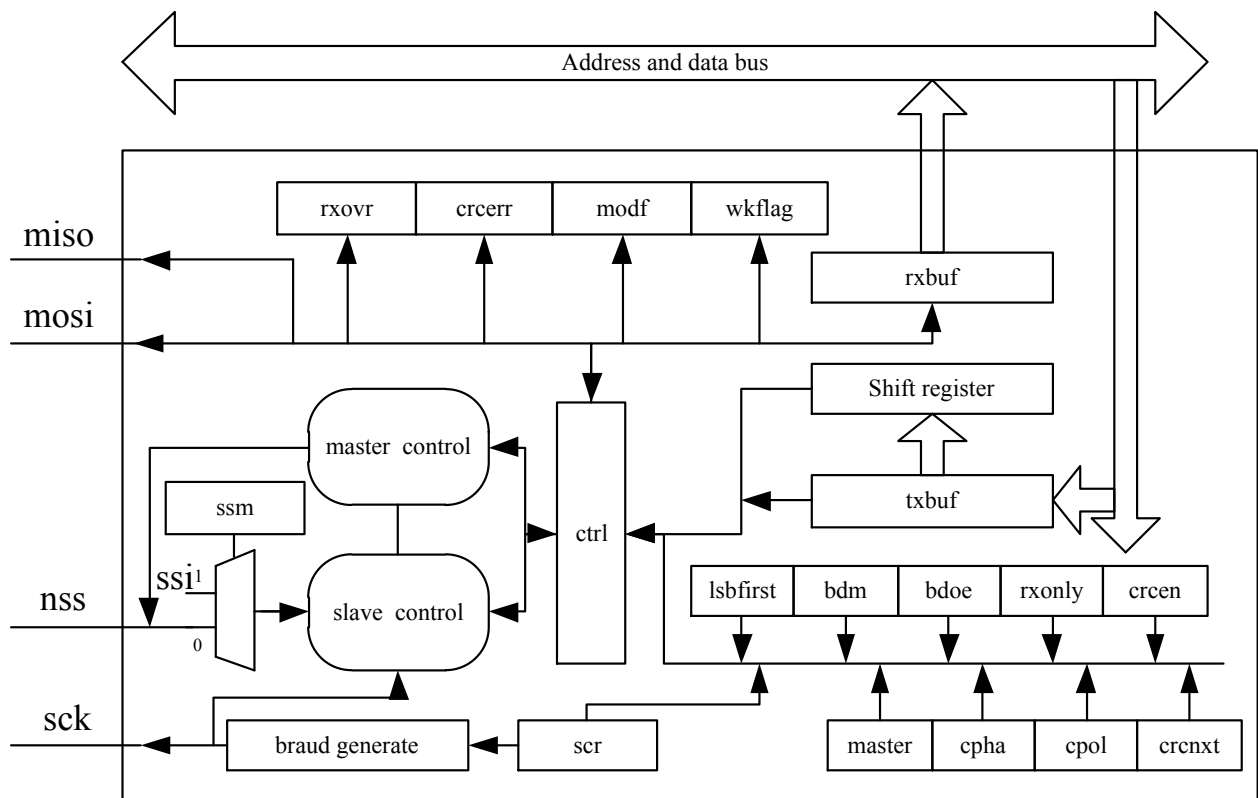 Address and data bus
rxovr
crcerr
modf
wkflag
miso
rxbuf
mosi
Shift register
master control
txbuf
ssm
ctrl
ssi
1
nss
0
slave control
lsbfirst
bdm
bdoe
rxonly
crcen
sck
braud generate
scr
master
cpha
cpol
crcnxt